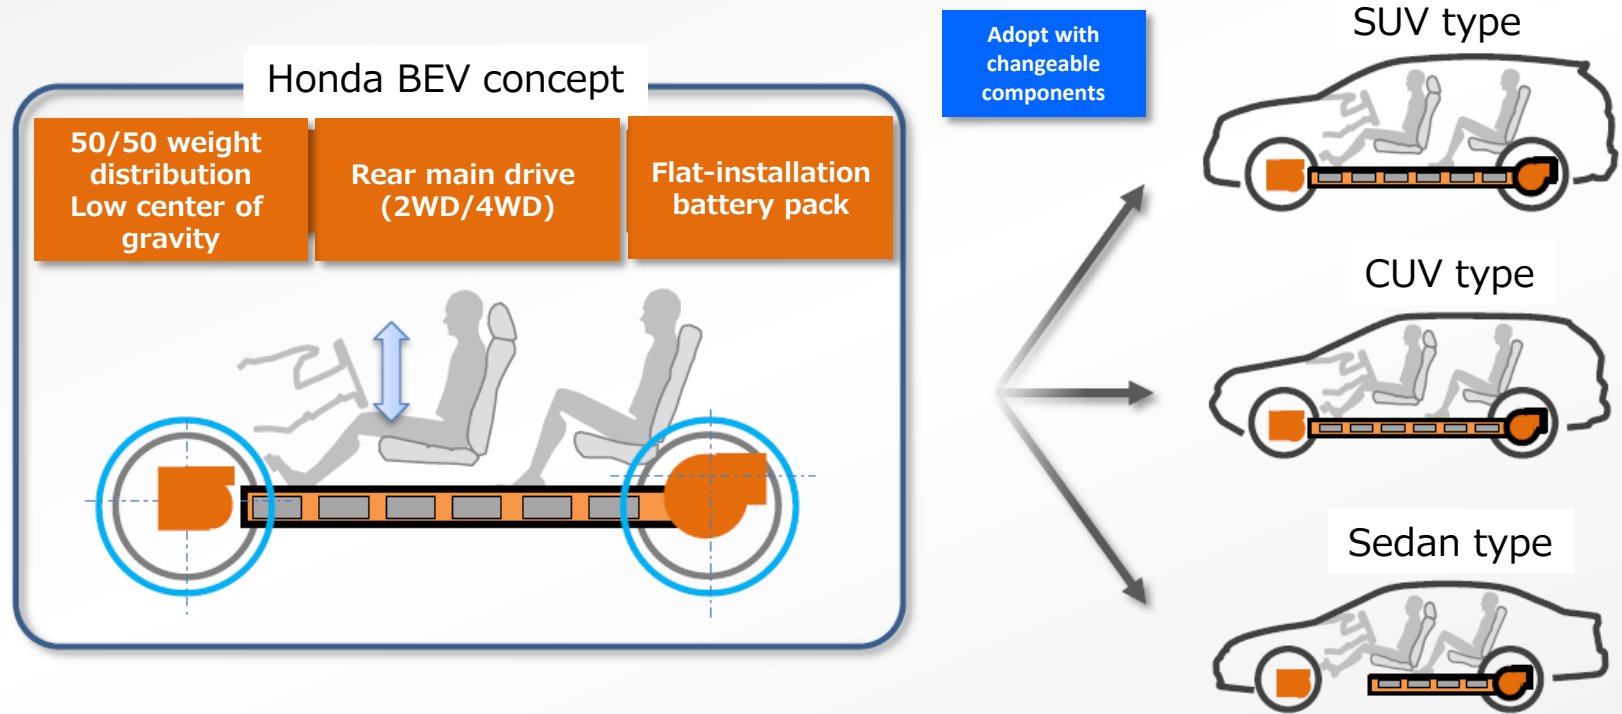 Honda BEV concept
50/50 weight
distribution
Low center of
gravity
Rear main drive
(2WD/4WD)
Flat-installation
battery pack
Adopt with
changeable
components
SUV type
CUV type
Sedan type